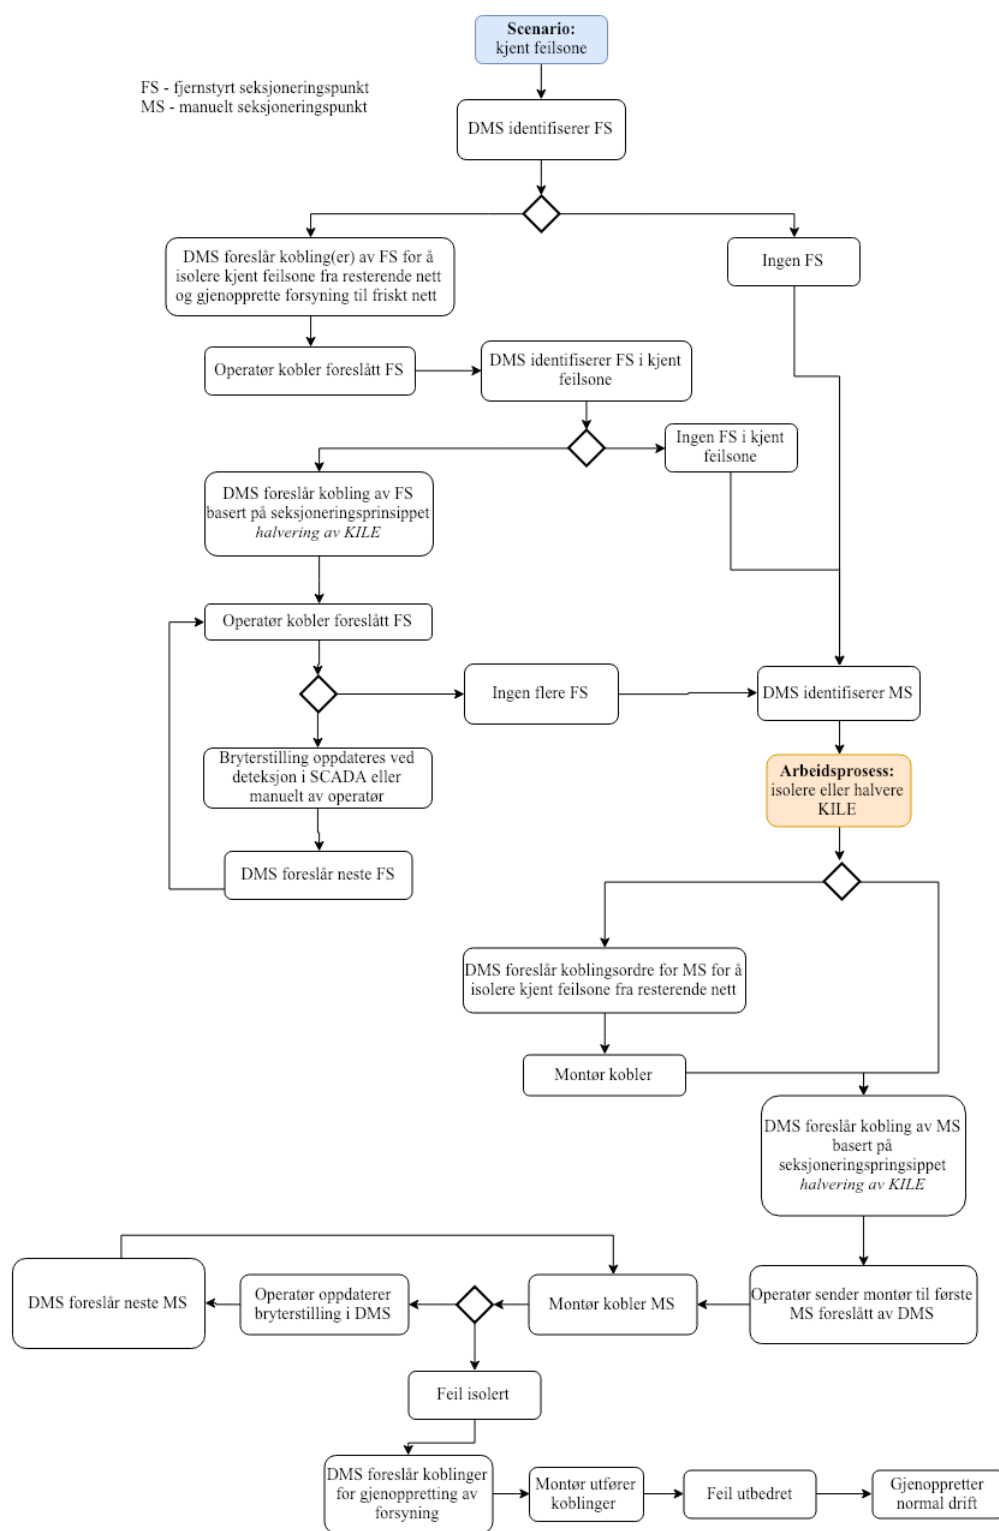 Scenario:
kjent feilsone
FS - fjernstyrt seksjoneringspunkt
MS - manuelt seksjoneringspunkt
DMS identifiserer FS
DMS foreslår kobling(er) av FS for å
isolere kjent feilsone fra resterende nett
og gjenopprette forsyning til friskt nett
Ingen FS
Operatør kobler foreslått FS
DMS identifiserer FS i kjent
feilsone
Ingen FS i kjent
feilsone
DMS foreslår kobling av FS
basert på seksjoneringsprinsippet
halvering av KILE
Operatør kobler foreslått FS
Ingen flere FS
DMS identifiserer MS
Bryterstilling oppdateres ved
deteksjon i SCADA eller
manuelt av operatør
Arbeidsprosess:
isolere eller halvere
KILE
DMS foreslår neste FS
DMS foreslår koblingsordre for MS for å
isolere kjent feilsone fra resterende nett
Montør kobler
DMS foreslår kobling av MS
basert på
seksjoneringspringsippet
halvering av KILE
DMS foreslår neste MS
Operatør oppdaterer
bryterstilling i DMS
Montør kobler MS
Operatør sender montør til første
MS foreslått av DMS
Feil isolert
DMS foreslår koblinger
for gjenoppretting av
forsyning
Montør utfører
koblinger
Feil utbedret
Gjenoppretter
normal drift